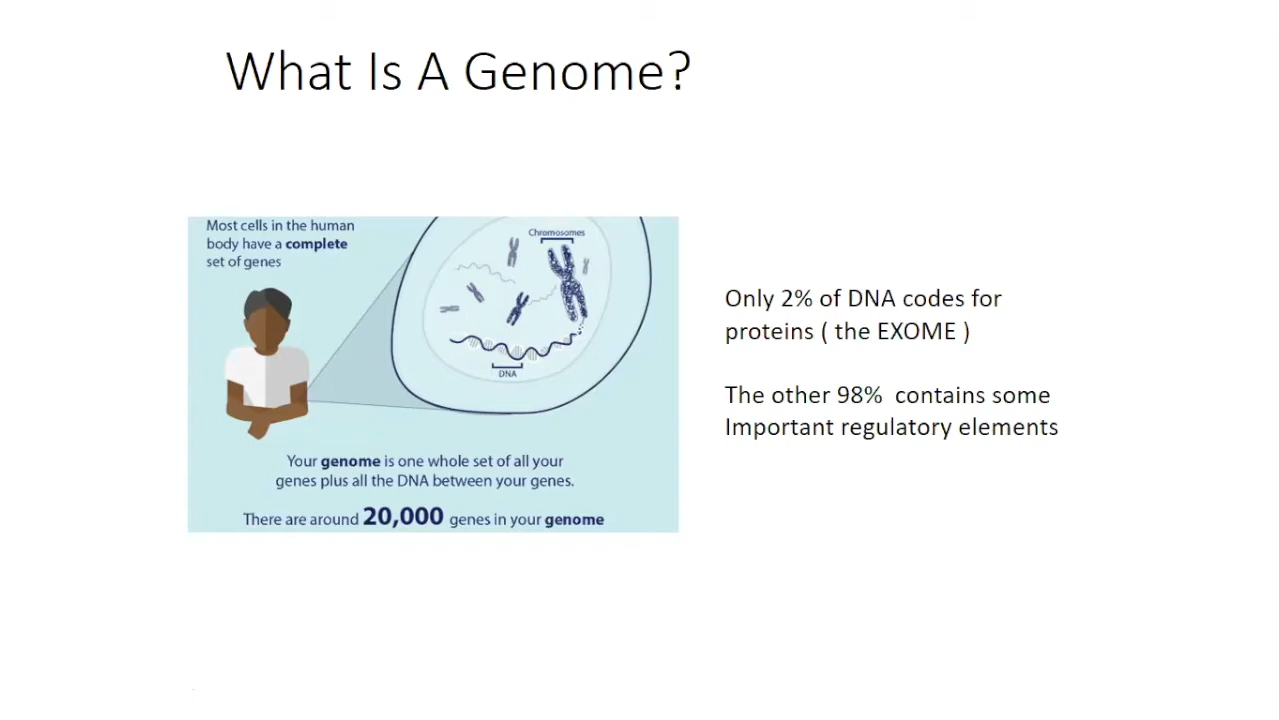 What Is A Genome?
Most cells in the human
body have a complete
set of genes
Chromosomes
DNA
Your genome is one whole set of all your
genes plus all the DNA between your genes.
There are around 20,000 genes in your genome
Only 2% of DNA codes for
proteins ( the EXOME )
The other 98% contains some
Important regulatory elements